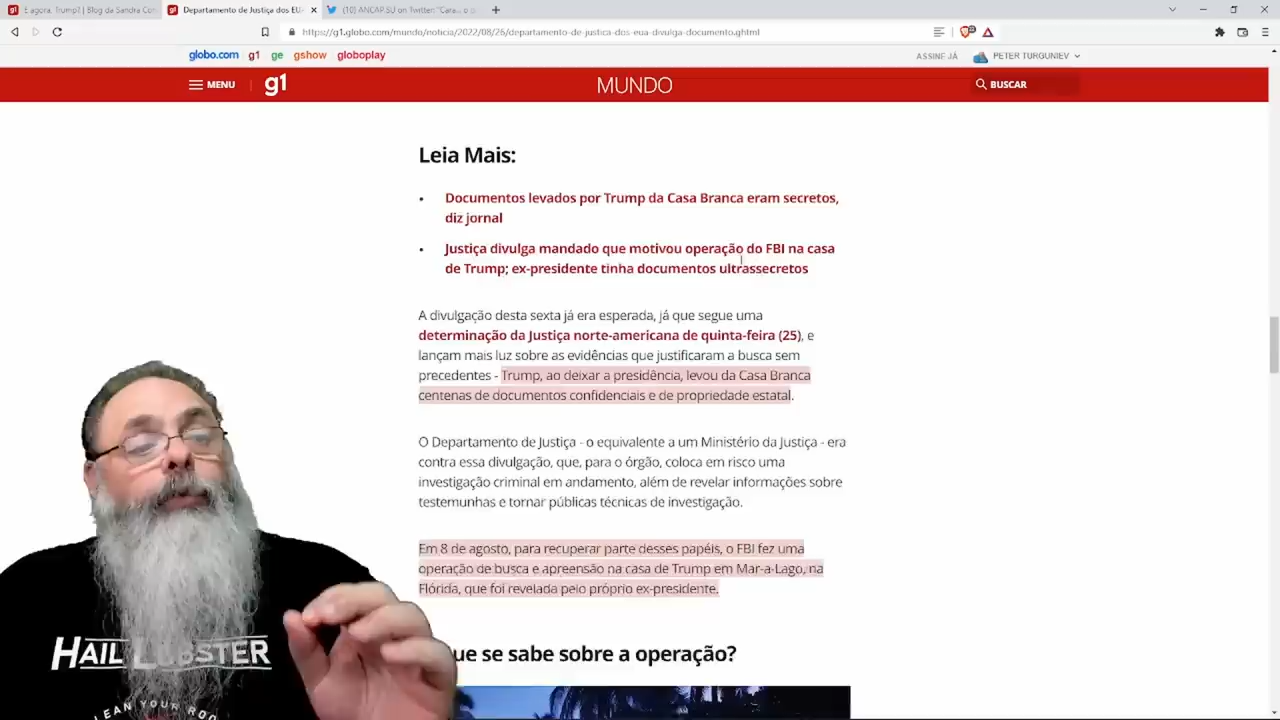 E agora, Trump? | Blog da Sandra Con
Departamento de Justiça dos EUA
(10) ANCAP.SU on Twitter: "Cara... o o
https://g1.globo.com/mundo/noticia/2022/08/26/departamento-de-justica-dos-eua-divulga-documento.ghtml
globo.com g1 ge gshow globoplay
ASSINE JÁ PETER TURGUNIEV
MENU g1 MUNDO BUSCAR
Leia Mais:
• Documentos levados por Trump da Casa Branca eram secretos,
diz jornal
• Justiça divulga mandado que motivou operação do FBI na casa
de Trump; ex-presidente tinha documentos ultrassecretos
A divulgação desta sexta já era esperada, já que segue uma
determinação da Justiça norte-americana de quinta-feira (25), e
lançam mais luz sobre as evidências que justificaram a busca sem
precedentes - Trump, ao deixar a presidência, levou da Casa Branca
centenas de documentos confidenciais e de propriedade estatal.
O Departamento de Justiça - o equivalente a um Ministério da Justiça - era
contra essa divulgação, que, para o órgão, coloca em risco uma
investigação criminal em andamento, além de revelar informações sobre
testemunhas e tornar públicas técnicas de investigação.
Em 8 de agosto, para recuperar parte desses papéis, o FBI fez uma
operação de busca e apreensão na casa de Trump em Mar-a-Lago, na
Flórida, que foi revelada pelo próprio ex-presidente.
ue se sabe sobre a operação?
HAIL LOBSTER
LEAN YOUR ROO